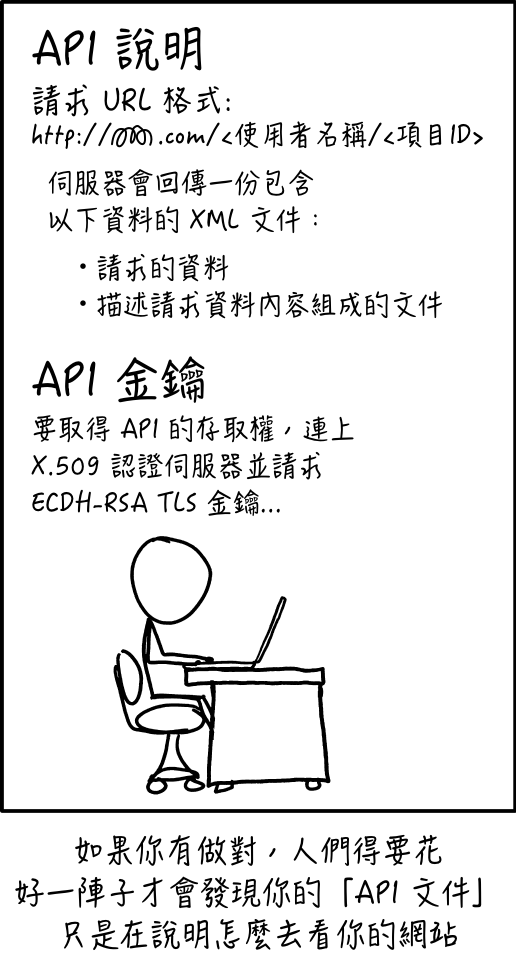 API 說明
請求 URL 格式:
http://.com/<使用者名稱/<項目ID>
伺服器會回傳一份包含
以下資料的 XML 文件：
・請求的資料
・描述請求資料內容組成的文件
API 金鑰
要取得 API 的存取權，連上
X.509 認證伺服器並請求
ECDH-RSA TLS 金鑰...
如果你有做對，人們得要花
好一陣子才會發現你的「API 文件」
只是在說明怎麼去看你的網站